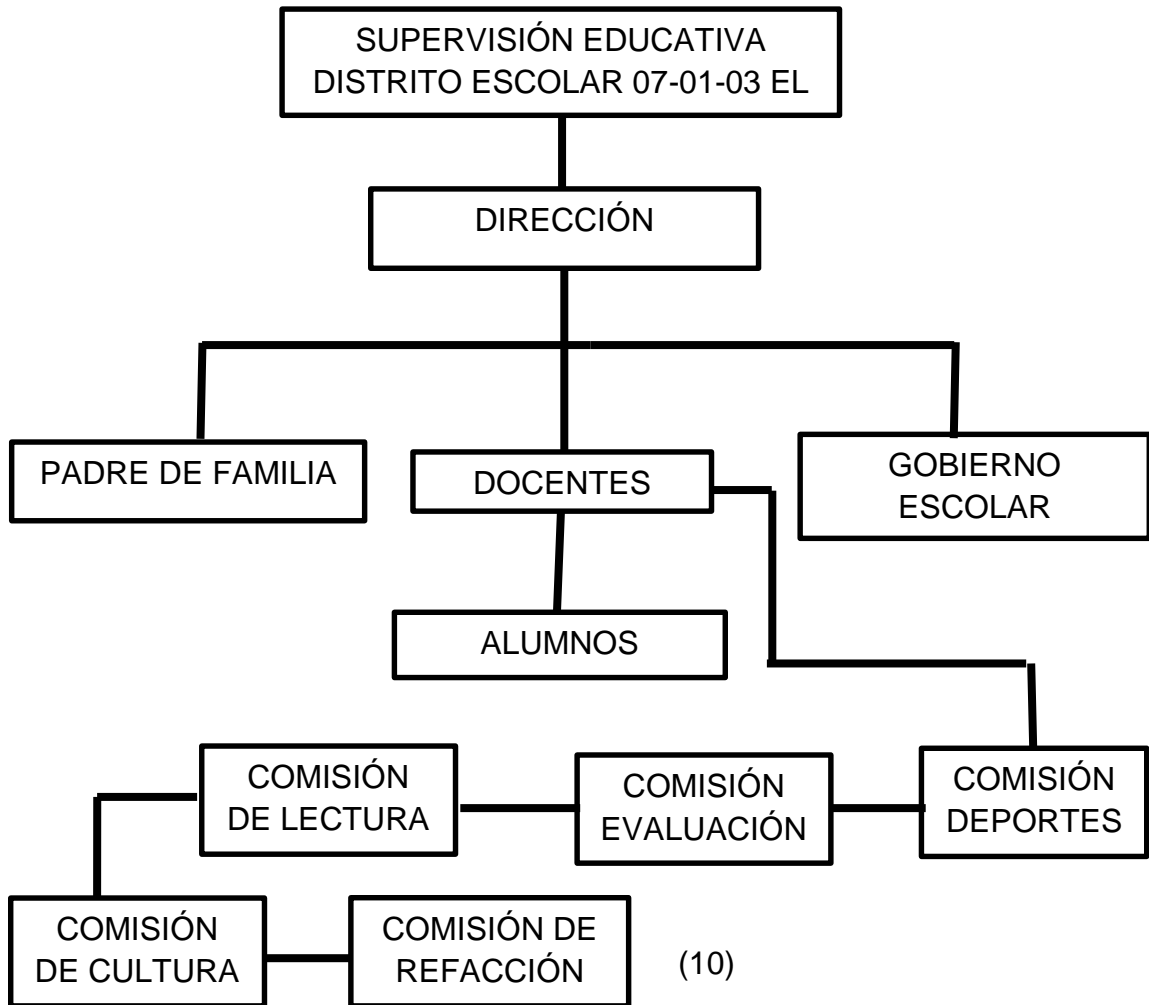 SUPERVISIÓN EDUCATIVA
DISTRITO ESCOLAR 07-01-03 EL
DIRECCIÓN
PADRE DE FAMILIA
DOCENTES
GOBIERNO
ESCOLAR
ALUMNOS
COMISIÓN
DE LECTURA
COMISIÓN
EVALUACIÓN
COMISIÓN
DEPORTES
COMISIÓN
DE CULTURA
COMISIÓN DE
REFACCIÓN
(10)